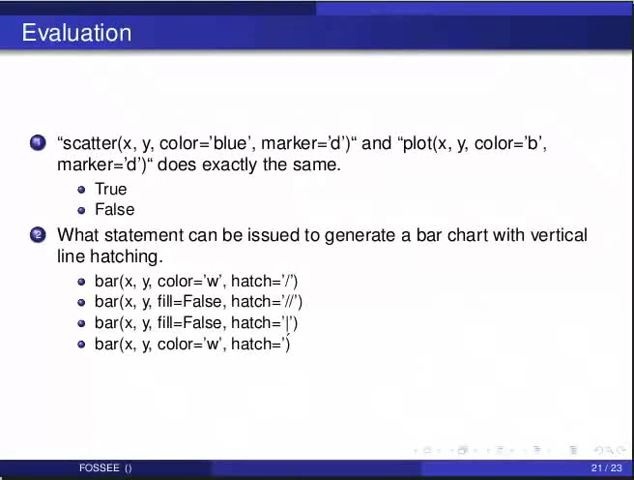 Evaluation
1 “scatter(x, y, color=’blue’, marker=’d’)“ and “plot(x, y, color=’b’,
marker=’d’)“ does exactly the same.
True
False
2 What statement can be issued to generate a bar chart with vertical
line hatching.
bar(x, y, color=’w’, hatch=’/’)
bar(x, y, fill=False, hatch=’//’)
bar(x, y, fill=False, hatch=’|’)
bar(x, y, color=’w’, hatch=’)́
FOSSEE () 21 / 23